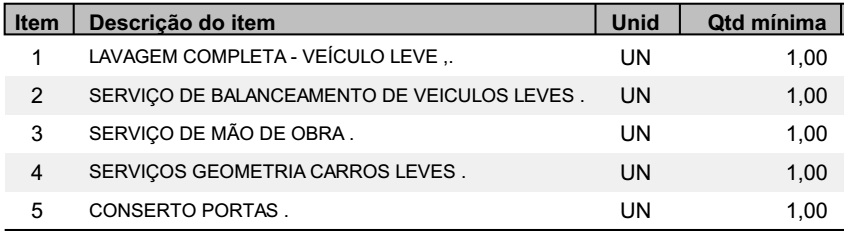 Item Descrição do item Unid Qtd mínima
1 LAVAGEM COMPLETA - VEÍCULO LEVE ,. UN 1,00
2 SERVIÇO DE BALANCEAMENTO DE VEICULOS LEVES . UN 1,00
3 SERVIÇO DE MÃO DE OBRA . UN 1,00
4 SERVIÇOS GEOMETRIA CARROS LEVES . UN 1,00
5 CONSERTO PORTAS . UN 1,00